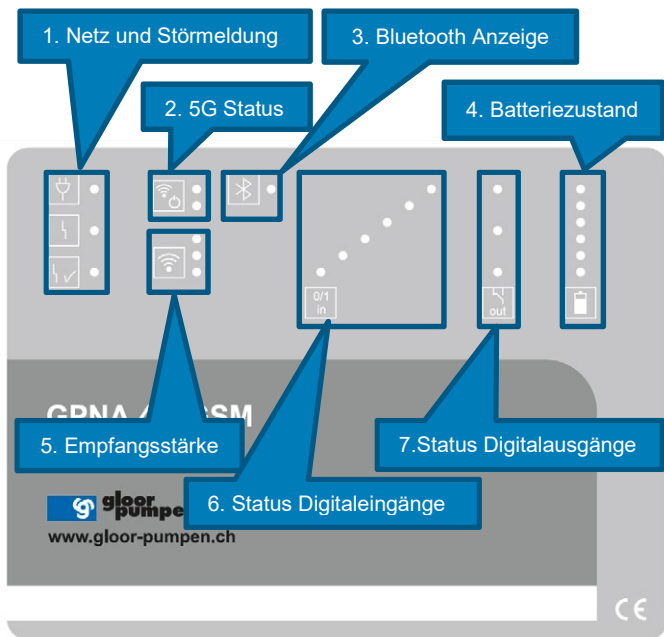 1. Netz und Störmeldung
3. Bluetooth Anzeige
2. 5G Status
4. Batteriezustand
0/1
in
out
GPNA
5. Empfangsstärke
7.Status Digitalausgänge
6. Status Digitaleingänge
gloor
www.gloor-pumpen.ch
CE